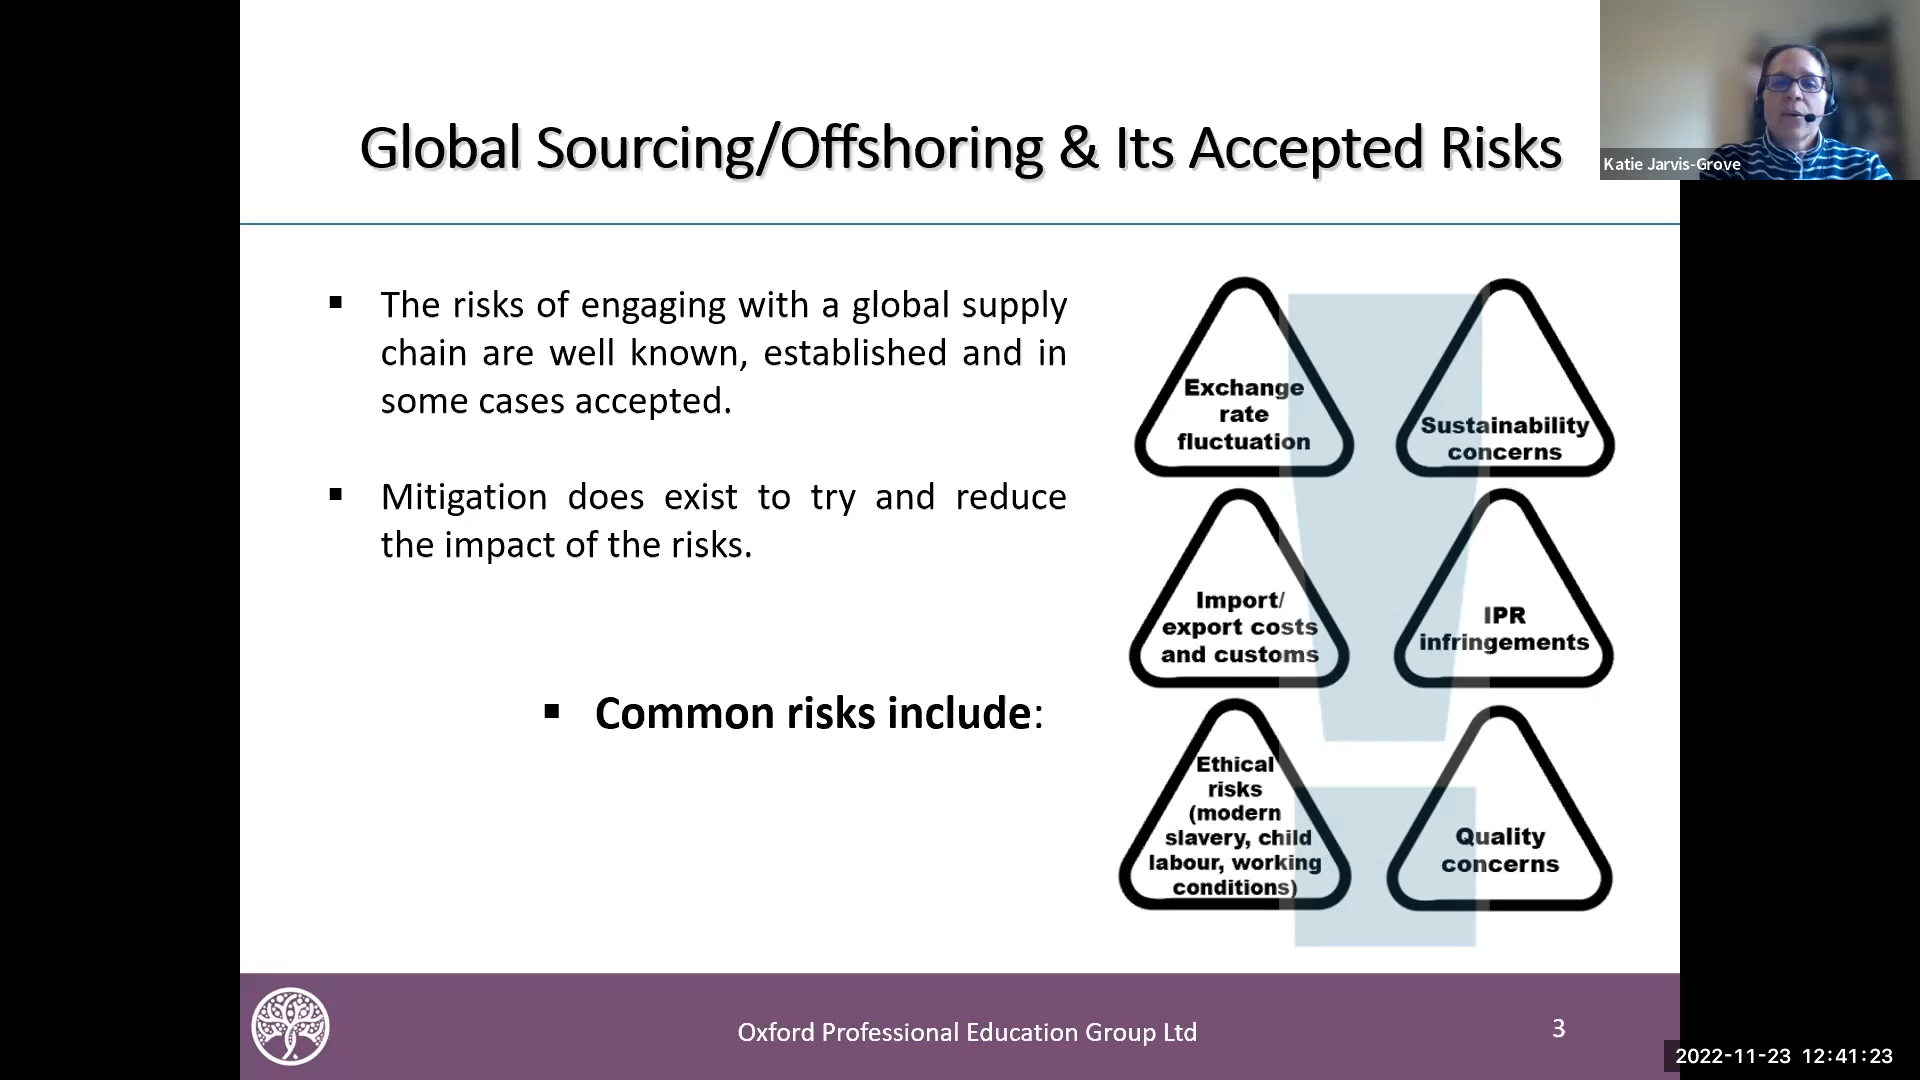 Global Sourcing/Offshoring & Its Accepted Risks
Katie Jarvis-Grove
▪ The risks of engaging with a global supply
chain are well known, established and in
some cases accepted.
▪ Mitigation does exist to try and reduce
the impact of the risks.
▪ Common risks include:
Exchange
rate
fluctuation
Sustainability
concerns
Import/
export costs
and customs
IPR
infringements
Ethical
risks
(modern
slavery, child
labour, working
conditions)
Quality
concerns
Oxford Professional Education Group Ltd
3
2022-11-23 12:41:23